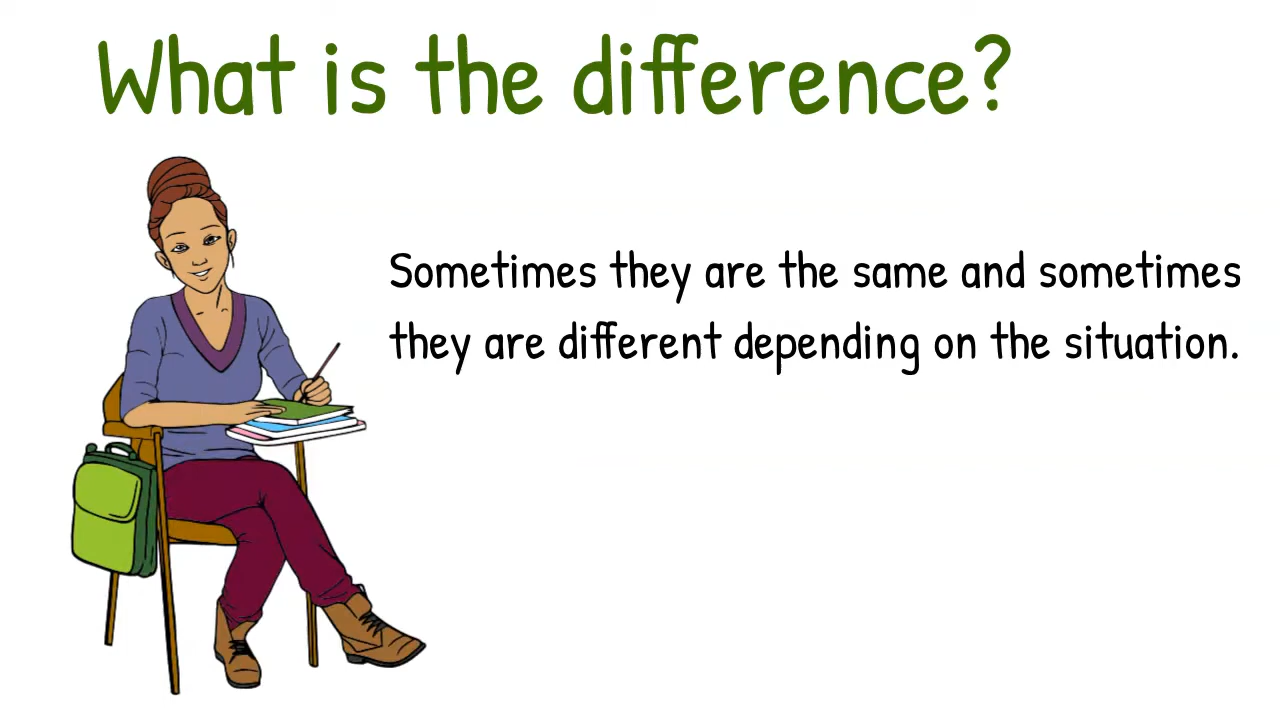 What is the difference?
Sometimes they are the same and sometimes
they are different depending on the situation.